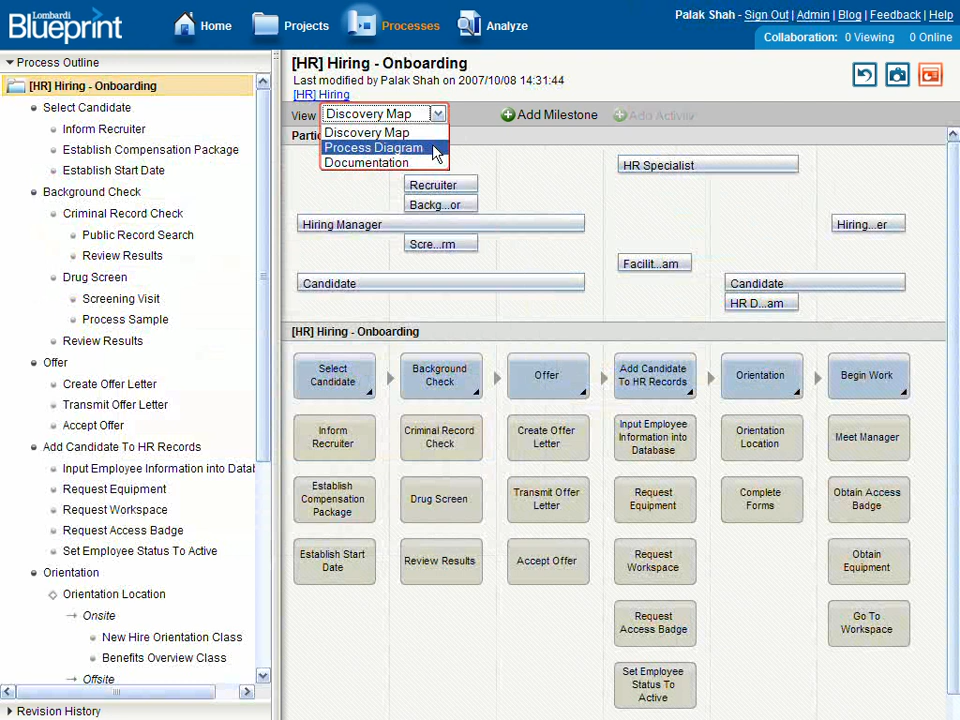 Lombardi
Blueprint
Home
Projects
Processes
Analyze
Palak Shah - Sign Out | Admin | Blog | Feedback | Help
Collaboration: 0 Viewing 0 Online
Process Outline
[HR] Hiring - Onboarding
Select Candidate
Inform Recruiter
Establish Compensation Package
Establish Start Date
Background Check
Criminal Record Check
Public Record Search
Review Results
Drug Screen
Screening Visit
Process Sample
Review Results
Offer
Create Offer Letter
Transmit Offer Letter
Accept Offer
Add Candidate To HR Records
Input Employee Information into Datab
Request Equipment
Request Workspace
Request Access Badge
Set Employee Status To Active
Orientation
Orientation Location
Onsite
New Hire Orientation Class
Benefits Overview Class
Offsite
Revision History
[HR] Hiring - Onboarding
Last modified by Palak Shah on 2007/10/08 14:31:44
[HR] Hiring
View
Discovery Map
Add Milestone
Add Activity
Discovery Map
Process Diagram
Documentation
Partic
HR Specialist
Recruiter
Backg...or
Hiring Manager
Hiring...er
Scre...rm
Facilit...am
Candidate
Candidate
HR D...am
[HR] Hiring - Onboarding
Select
Candidate
Background
Check
Offer
Add Candidate
To HR Records
Orientation
Begin Work
Inform
Recruiter
Criminal Record
Check
Create Offer
Letter
Input Employee
Information into
Database
Orientation
Location
Meet Manager
Establish
Compensation
Package
Drug Screen
Transmit Offer
Letter
Request
Equipment
Complete
Forms
Obtain Access
Badge
Establish Start
Date
Review Results
Accept Offer
Request
Workspace
Obtain
Equipment
Request
Access Badge
Go To
Workspace
Set Employee
Status To
Active